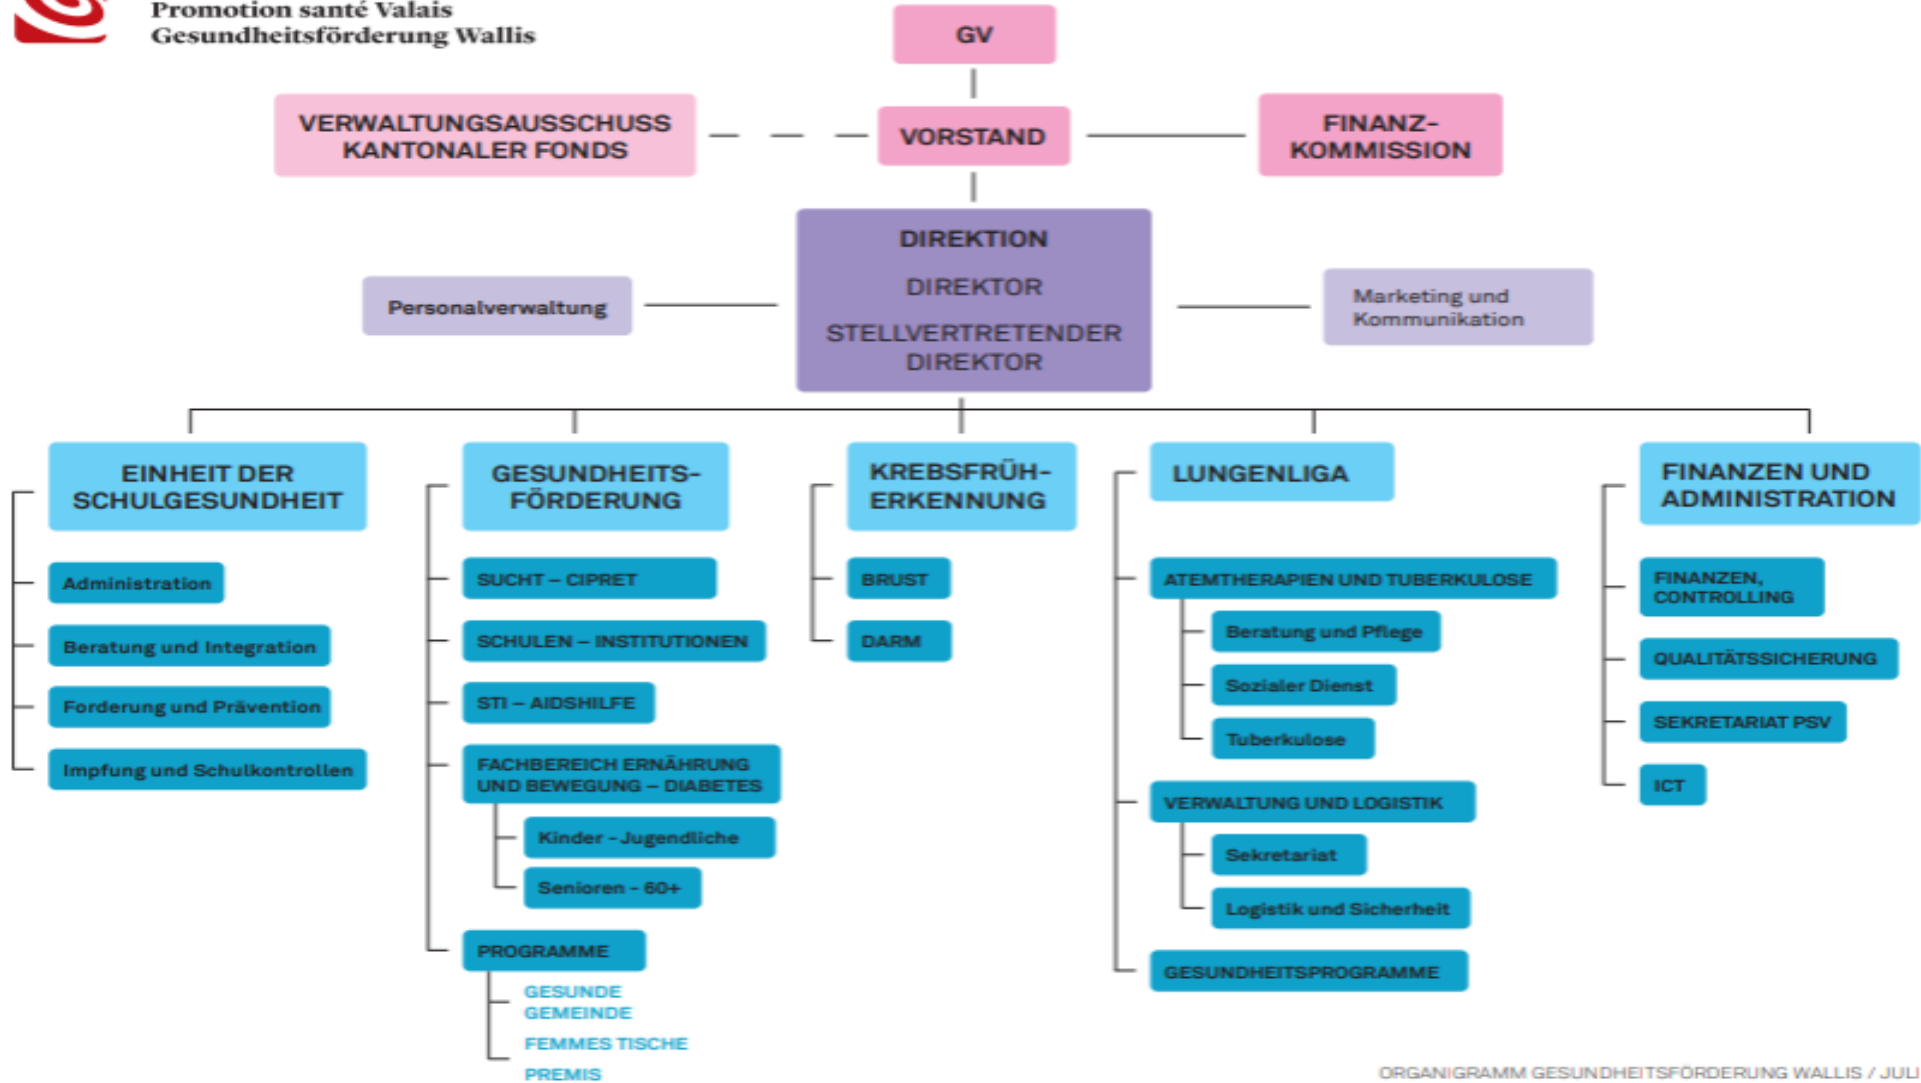 Promotion santé Valais
Gesundheitsförderung Wallis
GV
VERWALTUNGSAUSSCHUSS
KANTONALER FONDS
VORSTAND
FINANZ-
KOMMISSION
DIREKTION
DIREKTOR
STELLVERTRETENDER
DIREKTOR
Personalverwaltung
Marketing und
Kommunikation
EINHEIT DER
SCHULGESUNDHEIT
Administration
Beratung und Integration
Forderung und Prävention
Impfung und Schulkontrollen
GESUNDHEITS-
FÖRDERUNG
SUCHT – CIPRET
SCHULEN – INSTITUTIONEN
STI – AIDSHILFE
FACHBEREICH ERNÄHRUNG
UND BEWEGUNG – DIABETES
Kinder - Jugendliche
Senioren - 60+
PROGRAMME
GESUNDE
GEMEINDE
FEMMES TISCHE
PREMIS
KREBSFRÜH-
ERKENNUNG
BRUST
DARM
LUNGENLIGA
ATEMTHERAPIEN UND TUBERKULOSE
Beratung und Pflege
Sozialer Dienst
Tuberkulose
VERWALTUNG UND LOGISTIK
Sekretariat
Logistik und Sicherheit
GESUNDHEITSPROGRAMME
FINANZEN UND
ADMINISTRATION
FINANZEN,
CONTROLLING
QUALITÄTSSICHERUNG
SEKRETARIAT PSV
ICT
ORGANIGRAMM GESUNDHEITSFÖRDERUNG WALLIS / JULI